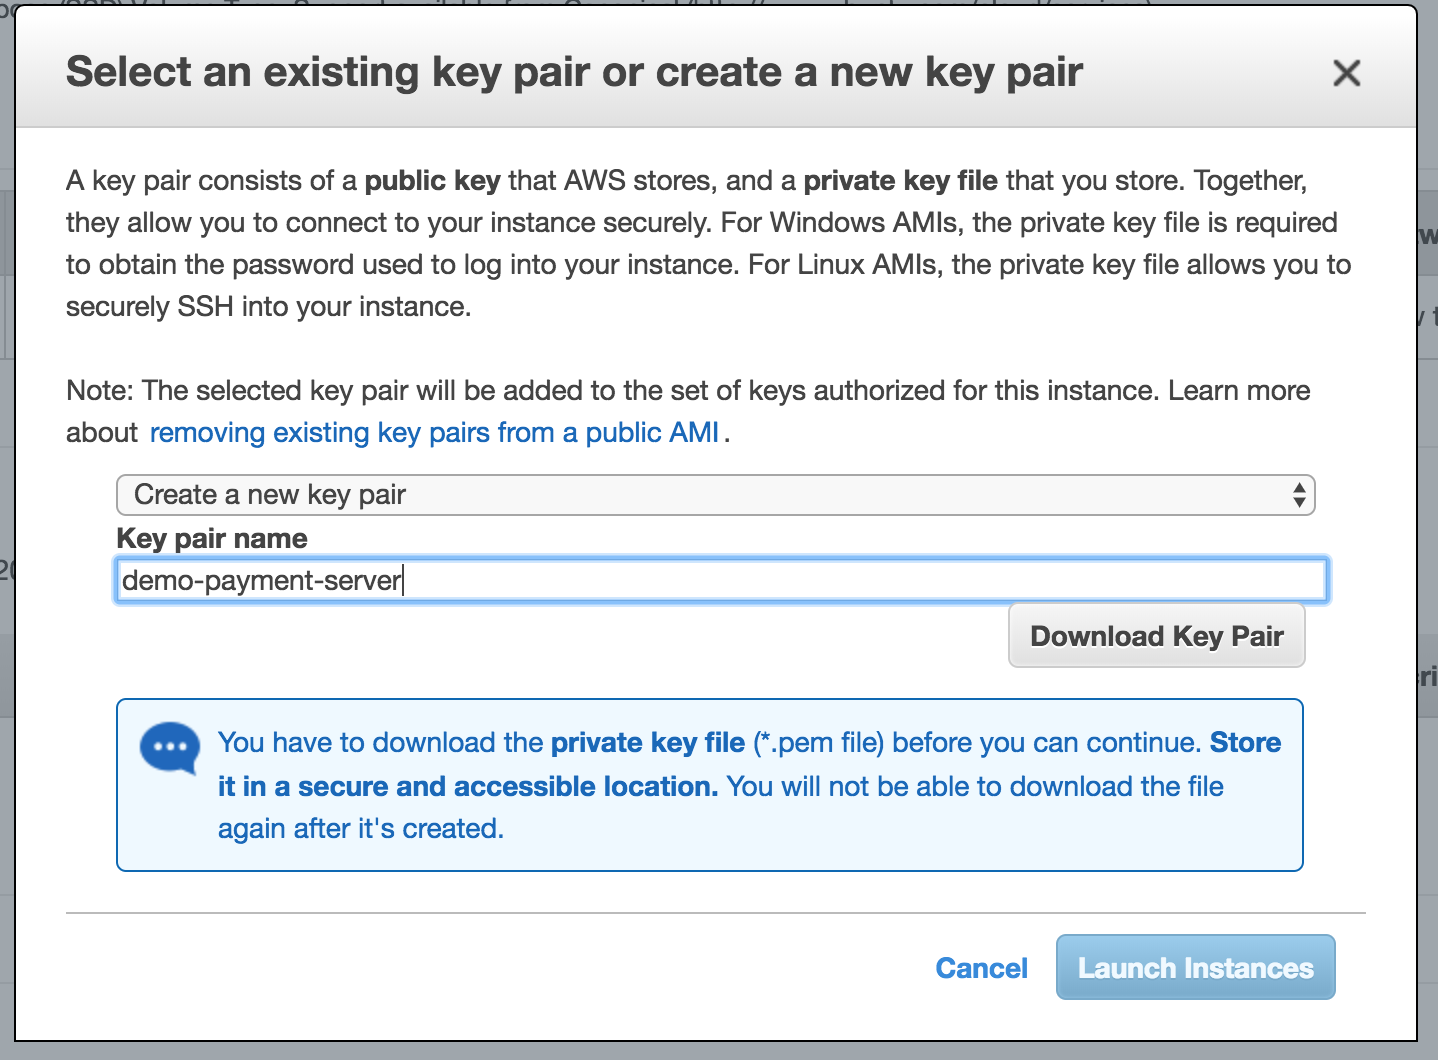 Select an existing key pair or create a new key pair
A key pair consists of a public key that AWS stores, and a private key file that you store. Together,
they allow you to connect to your instance securely. For Windows AMIs, the private key file is required
to obtain the password used to log into your instance. For Linux AMIs, the private key file allows you to
securely SSH into your instance.
Note: The selected key pair will be added to the set of keys authorized for this instance. Learn more
about removing existing key pairs from a public AMI.
Create a new key pair
Key pair name
demo-payment-server
Download Key Pair
You have to download the private key file (*.pem file) before you can continue. Store
it in a secure and accessible location. You will not be able to download the file
again after it's created.
Cancel
Launch Instances